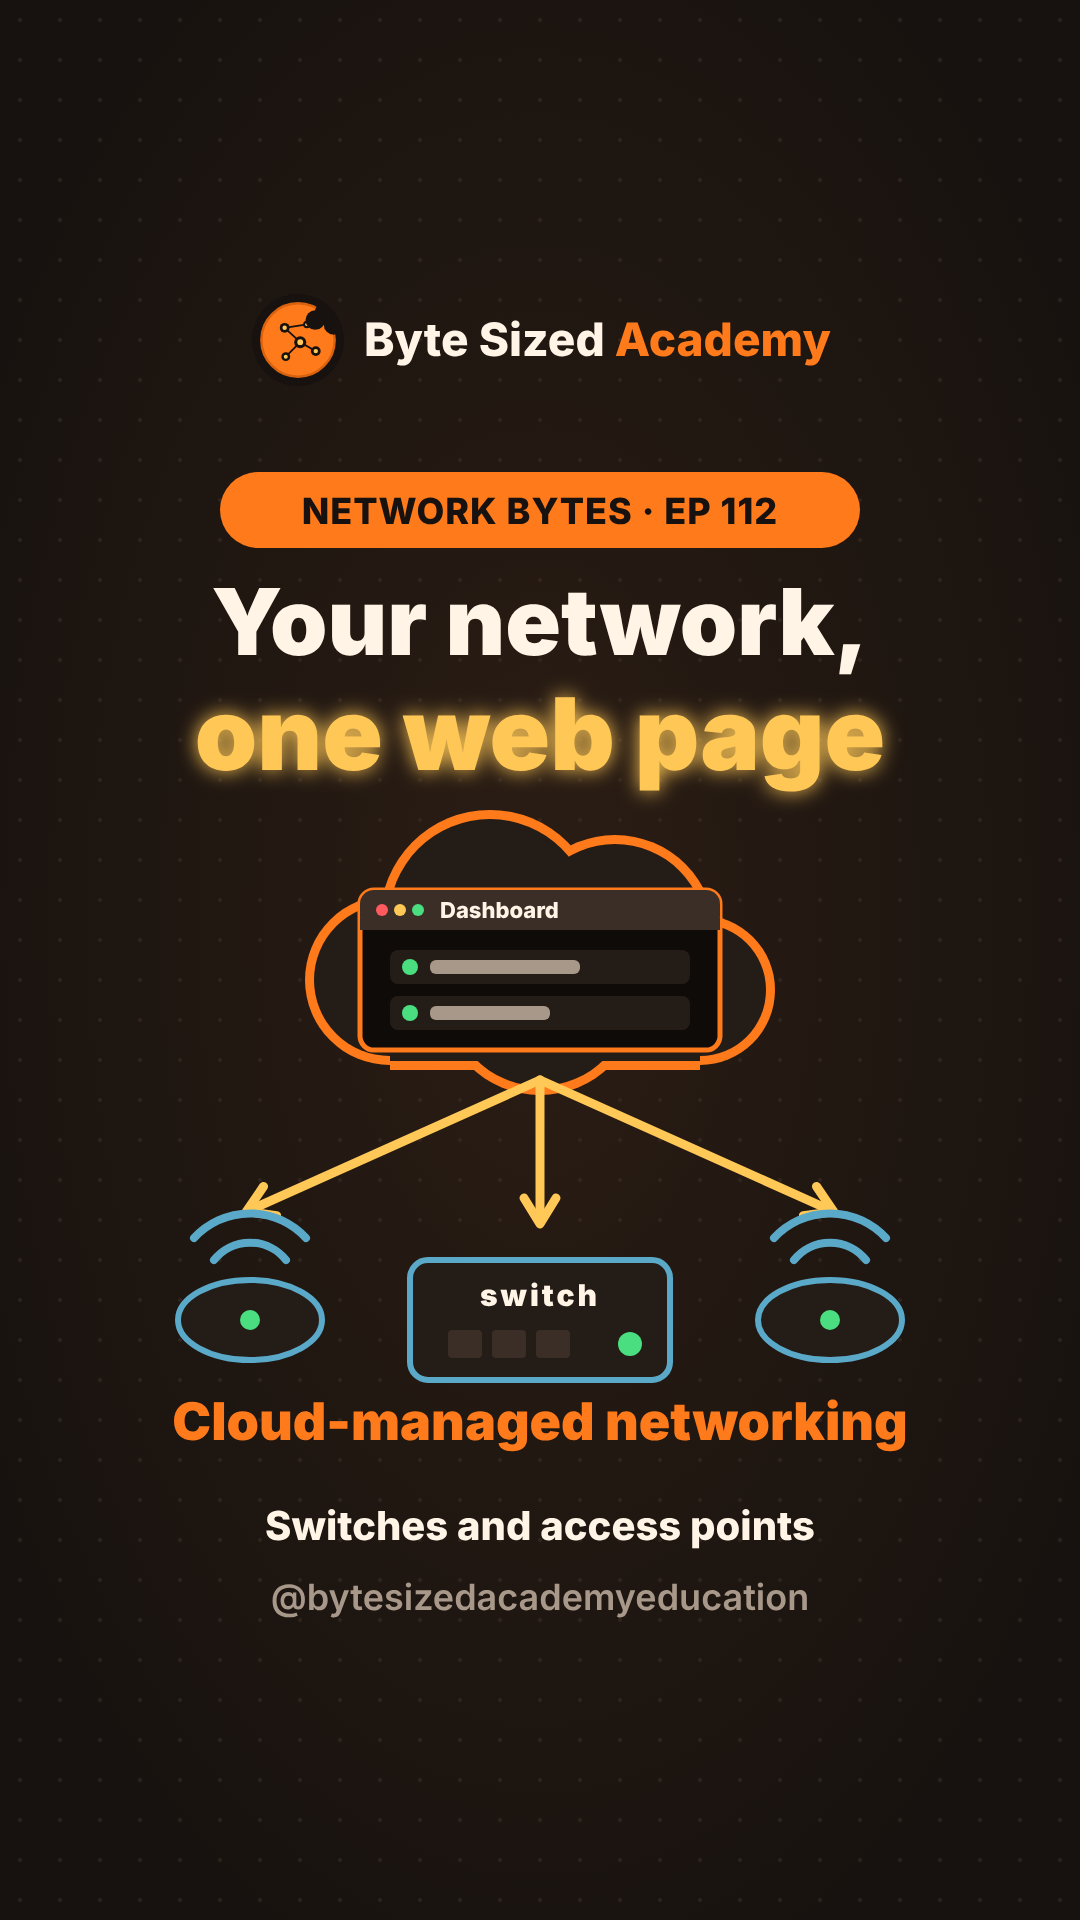 Byte Sized Academy
NETWORK BYTES · EP 112
Your network,
one web page
Dashboard
switch
Cloud-managed networking
Switches and access points
@bytesizedacademyeducation